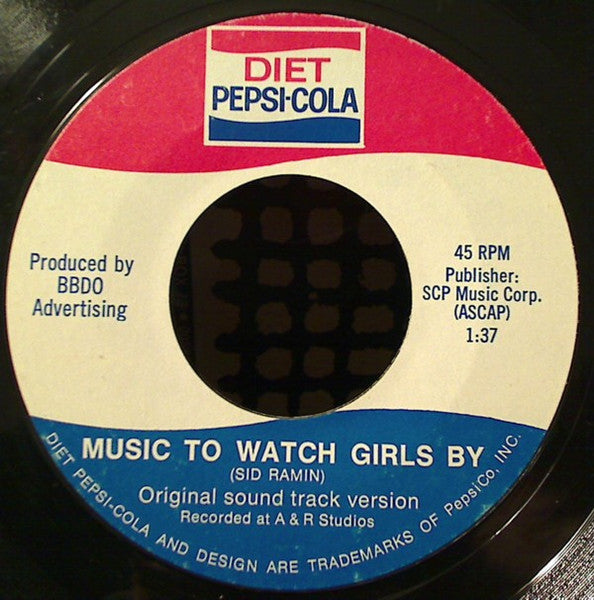 DIET
PEPSI-COLA
Produced by
BBDO
Advertising
45 RPM
Publisher:
SCP Music Corp.
(ASCAP)
1:37
MUSIC TO WATCH GIRLS BY
(SID RAMIN)
Original sound track version
Recorded at A & R Studios
DIET PEPSI-COLA AND DESIGN ARE TRADEMARKS OF PepsiCo, INC.